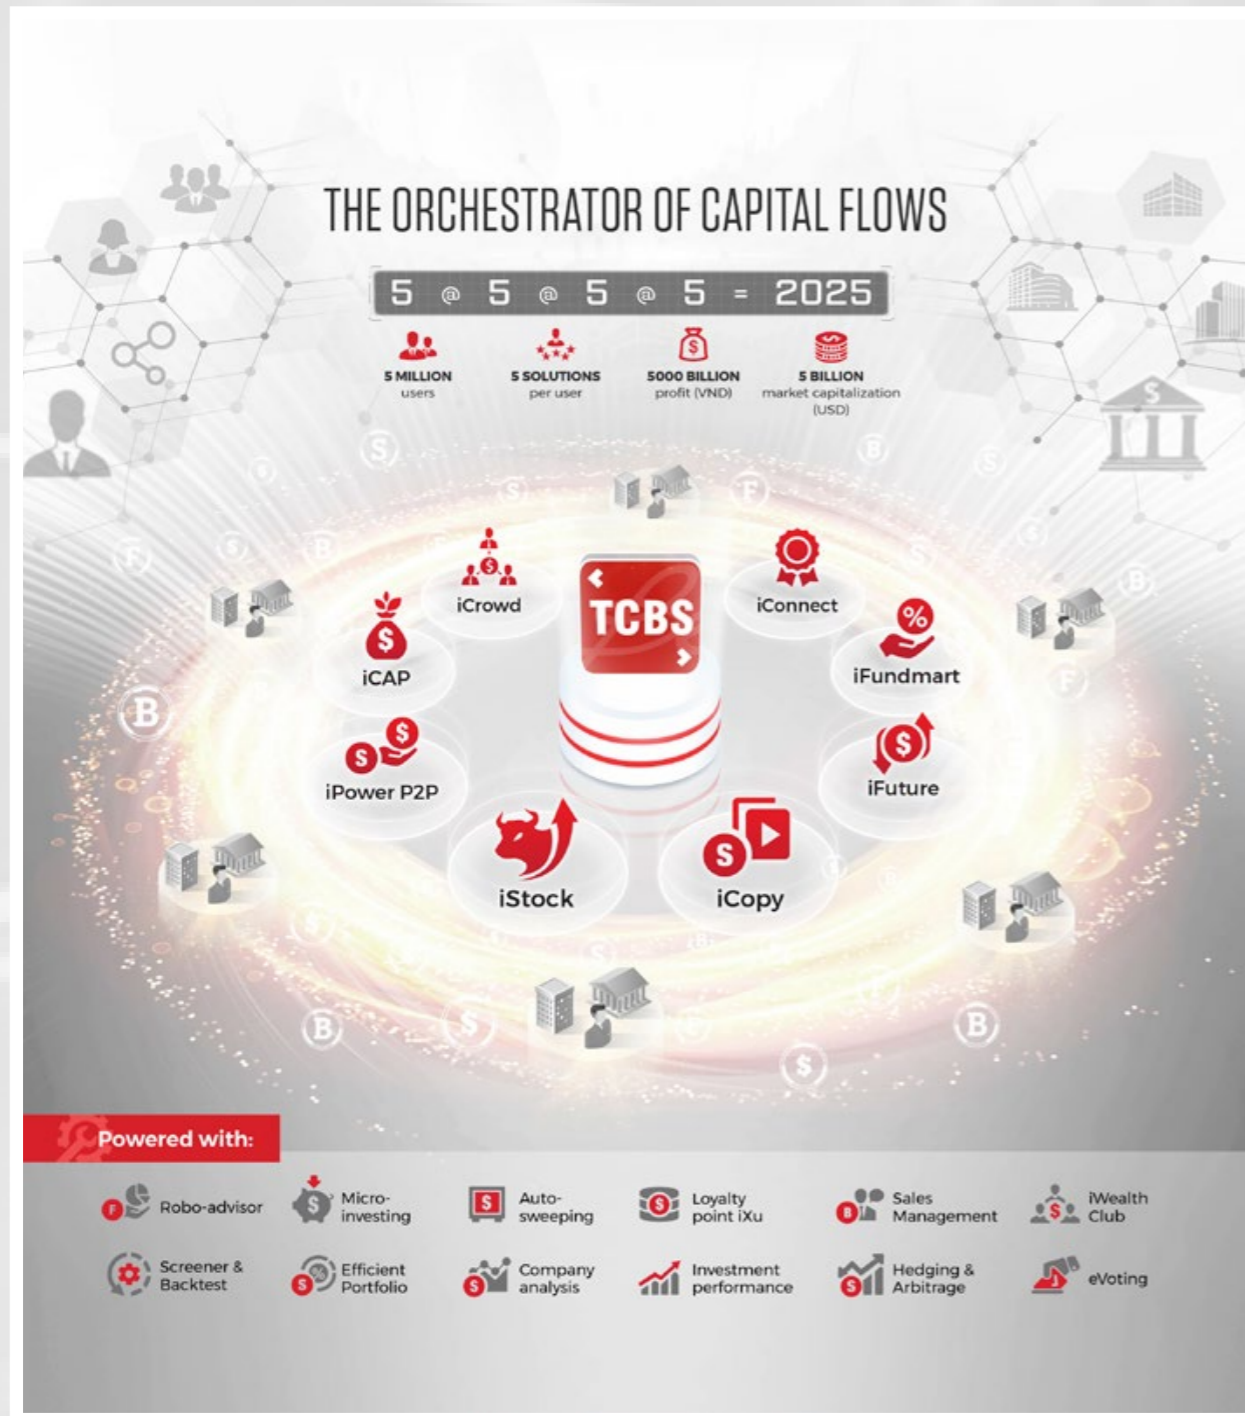 THE ORCHESTRATOR OF CAPITAL FLOWS
5 @ 5 @ 5 @ 5 = 2025
5 MILLION
users
5 SOLUTIONS
per user
5000 BILLION
profit (VND)
5 BILLION
market capitalization
(USD)
iCrowd
TCBS
iConnect
iCAP
iFundmart
iPower P2P
iFuture
iStock
iCopy
Powered with:
Robo-advisor
Micro-
investing
Auto-
sweeping
Loyalty
point iXu
Sales
Management
iWealth
Club
Screener &
Backtest
Efficient
Portfolio
Company
analysis
Investment
performance
Hedging &
Arbitrage
eVoting